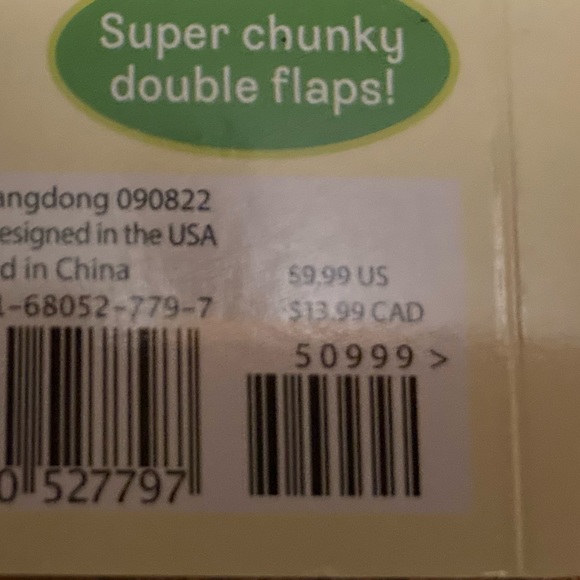 Super chunky
double flaps!
angdong 090822
esigned in the USA
d in China
1-68052-779-7
$9.99 US
$13.99 CAD
50999 >
0 527797